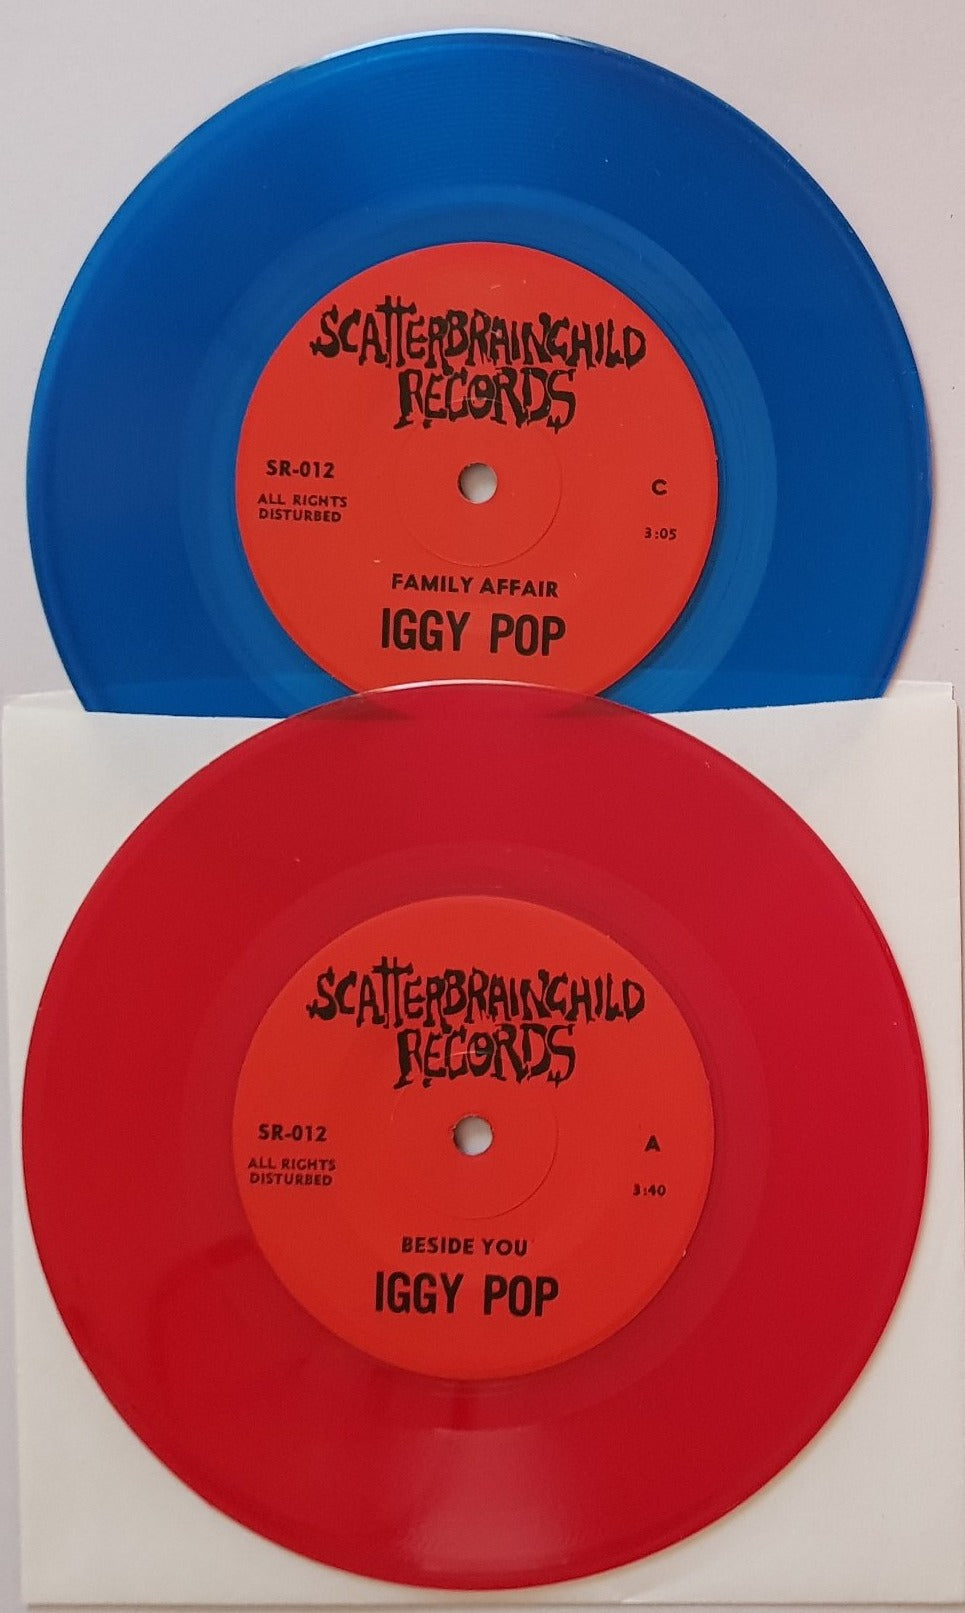 SCATTERBRAINCHILD
RECORDS
SR-012
ALL RIGHTS
DISTURBED
C
3:05
FAMILY AFFAIR
IGGY POP
SCATTERBRAINCHILD
RECORDS
SR-012
ALL RIGHTS
DISTURBED
A
3:40
BESIDE YOU
IGGY POP